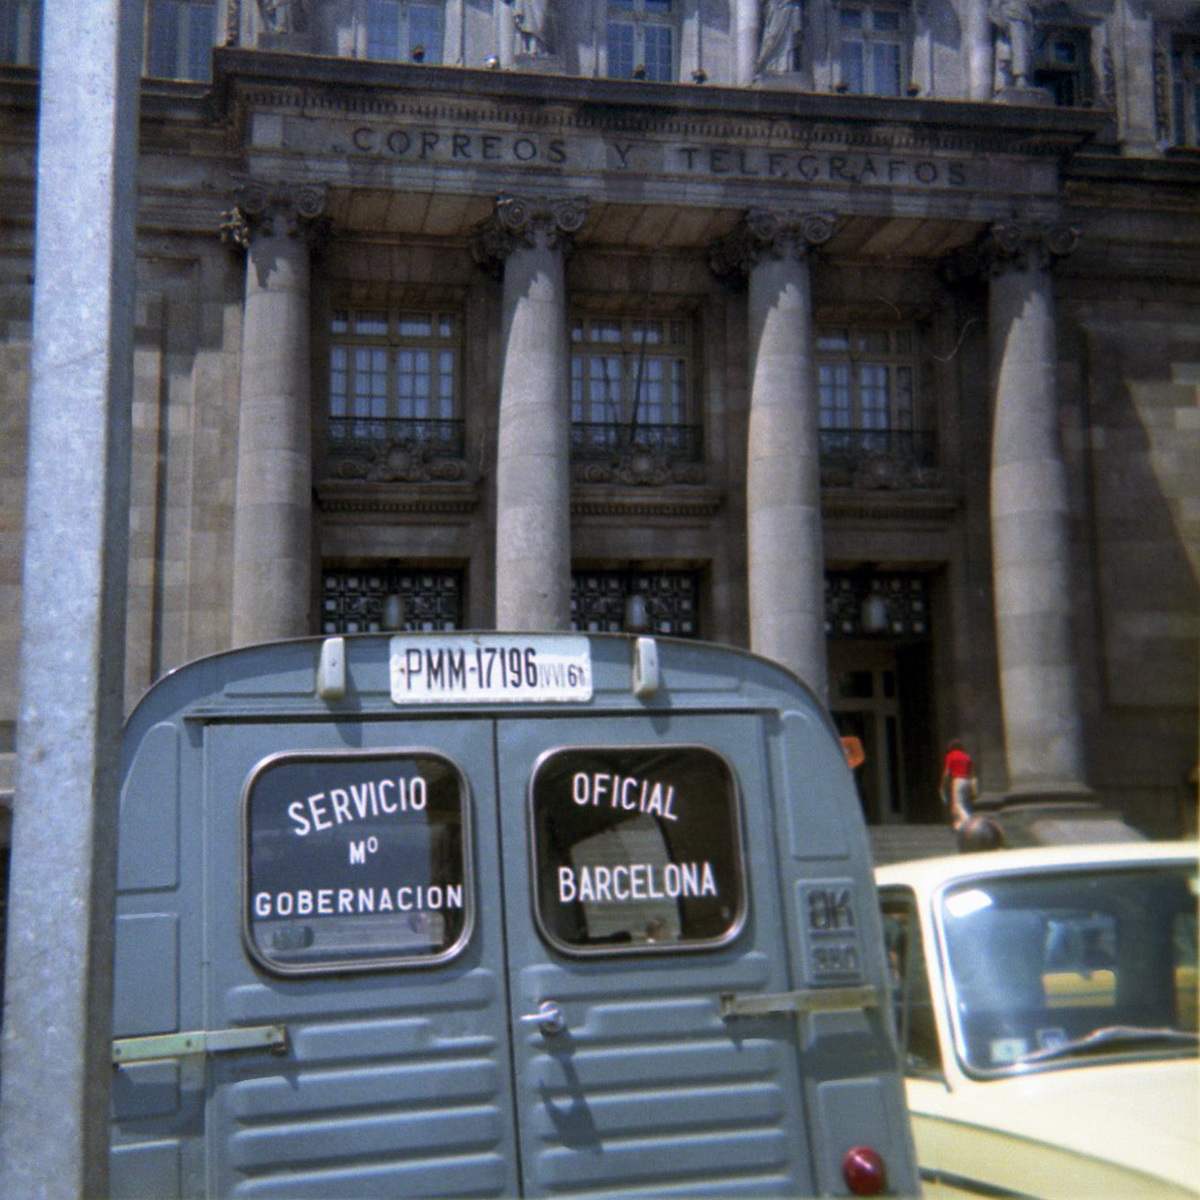 CORREOS Y TELEGRAFOS
PMM-17196
SERVICIO
Mº
GOBERNACION
OFICIAL
BARCELONA